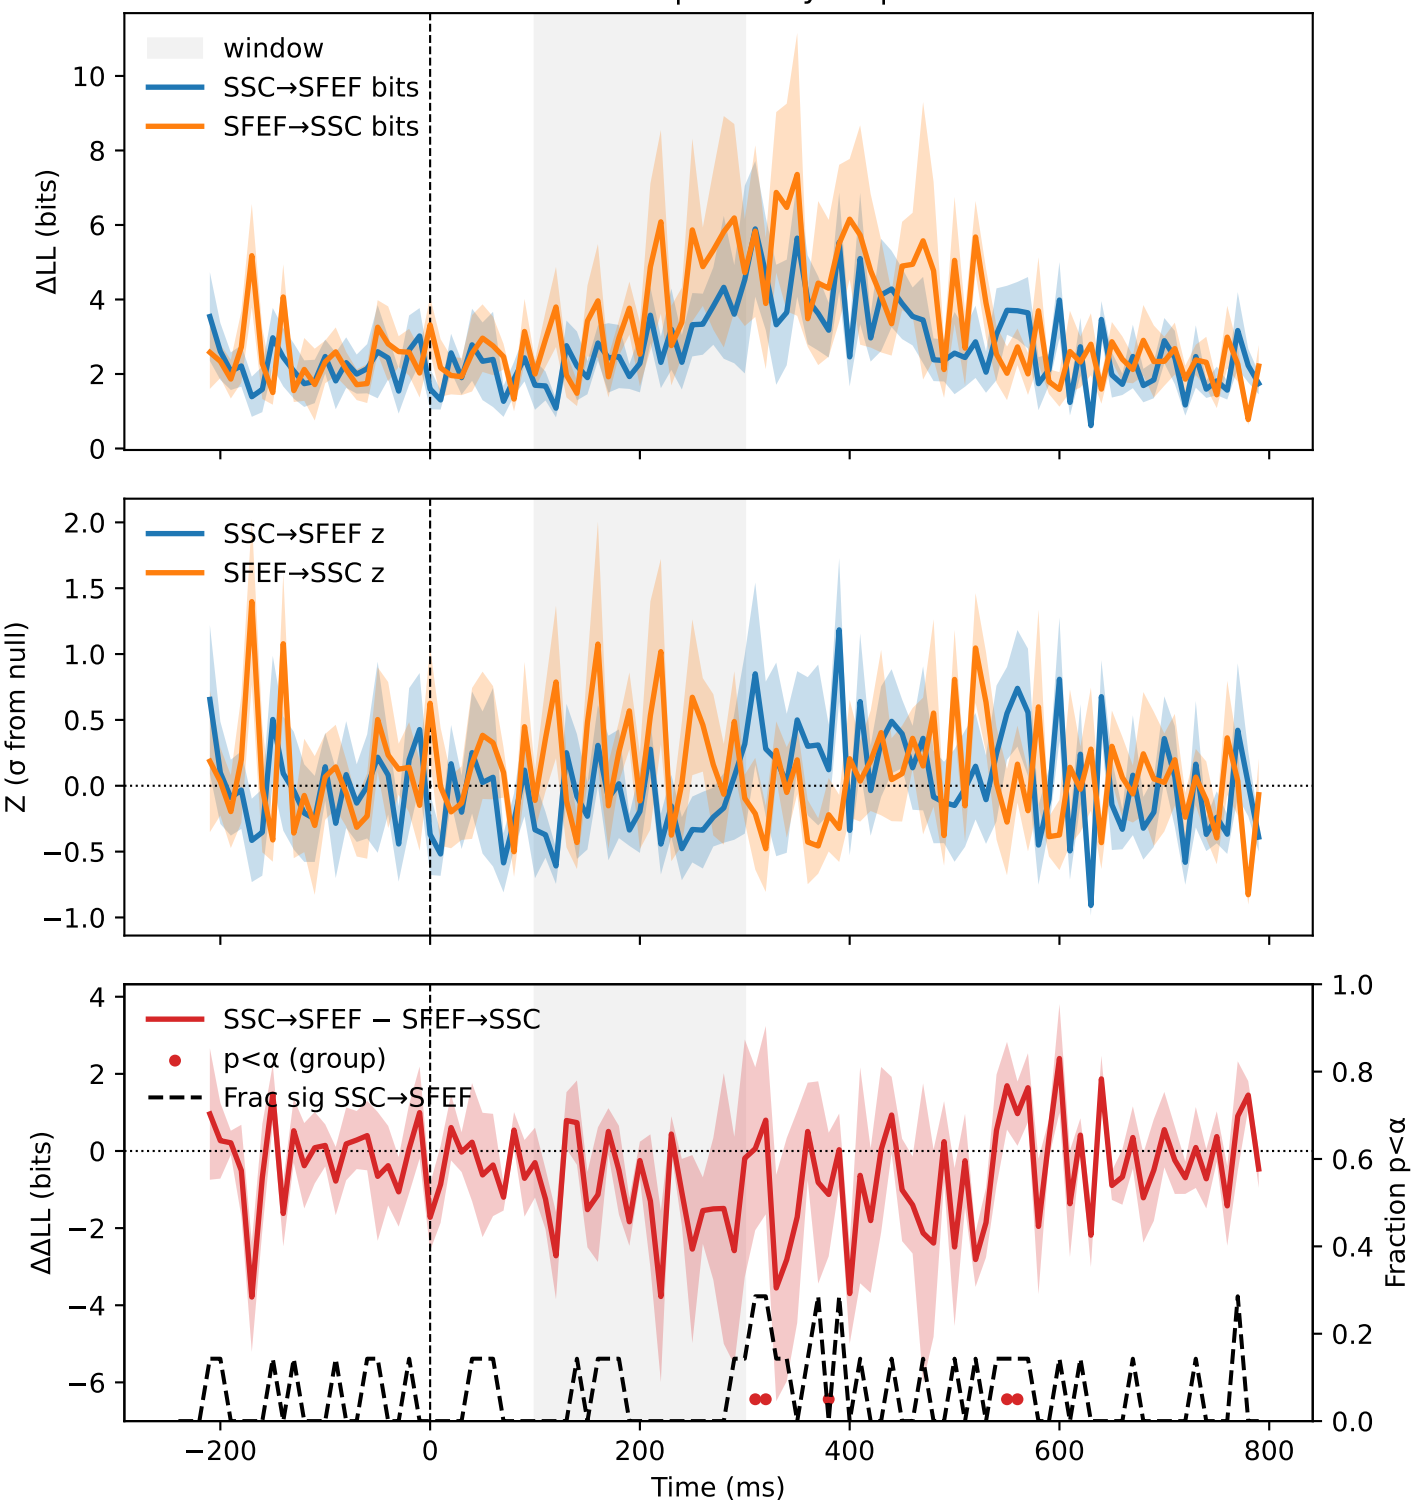 window
SSC→SFEF bits
SFEF→SSC bits
10
8
6
4
2
0
ΔLL (bits)
SSC→SFEF z
SFEF→SSC z
2.0
1.5
1.0
0.5
0.0
−0.5
−1.0
Z (σ from null)
SSC→SFEF − SFEF→SSC
p<α (group)
Frac sig SSC→SFEF
4
2
0
−2
−4
−6
ΔΔLL (bits)
1.0
0.8
0.6
0.4
0.2
0.0
Fraction p<α
−200
0
200
400
600
800
Time (ms)